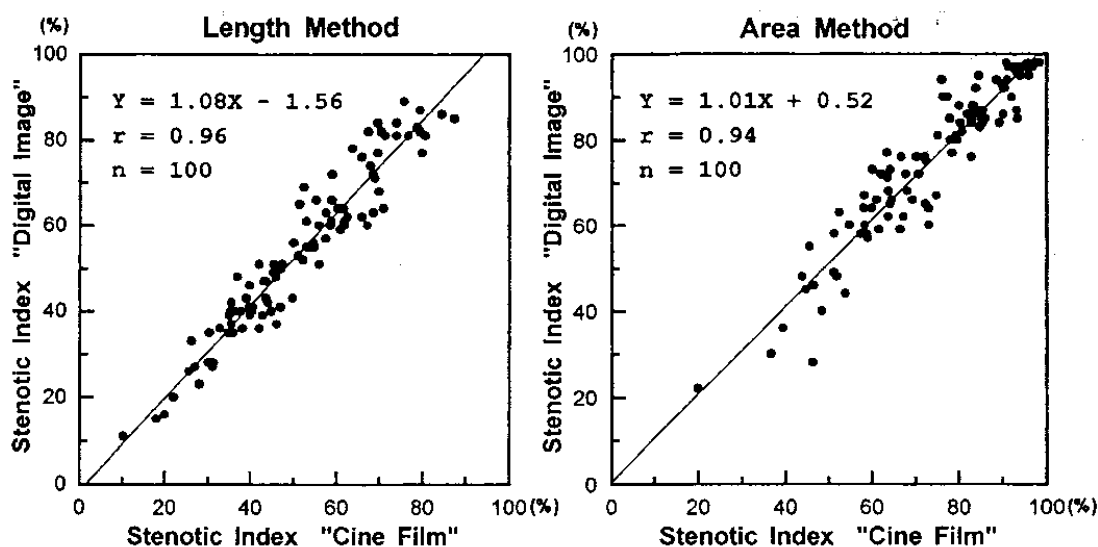 Length Method
(%)
100
80
60
40
20
0
Stenotic Index "Digital Image"
Y = 1.08X - 1.56
r = 0.96
n = 100
0 20 40 60 80 100 (%)
Stenotic Index "Cine Film"
Area Method
(%)
100
80
60
40
20
0
Stenotic Index "Digital Image"
Y = 1.01X + 0.52
r = 0.94
n = 100
0 20 40 60 80 100 (%)
Stenotic Index "Cine Film"